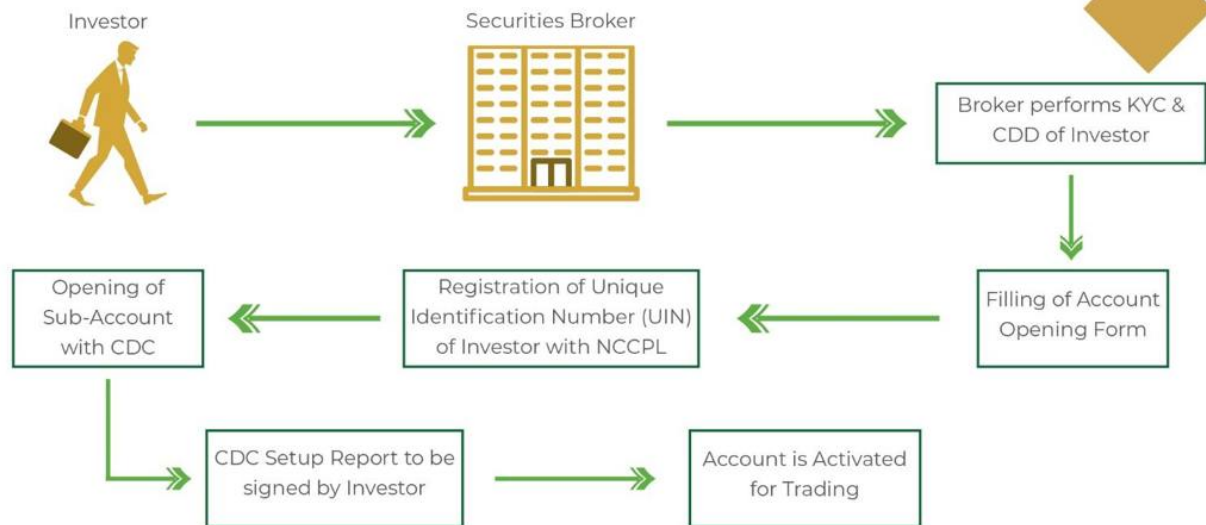 Investor
Securities Broker
Broker performs KYC &
CDD of Investor
Filling of Account
Opening Form
Registration of Unique
Identification Number (UIN)
of Investor with NCCPL
Opening of
Sub-Account
with CDC
CDC Setup Report to be
signed by Investor
Account is Activated
for Trading